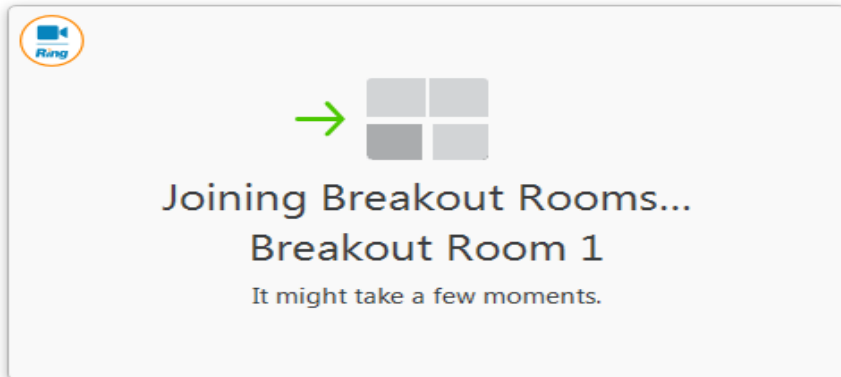 Ring
Joining Breakout Rooms...
Breakout Room 1
It might take a few moments.